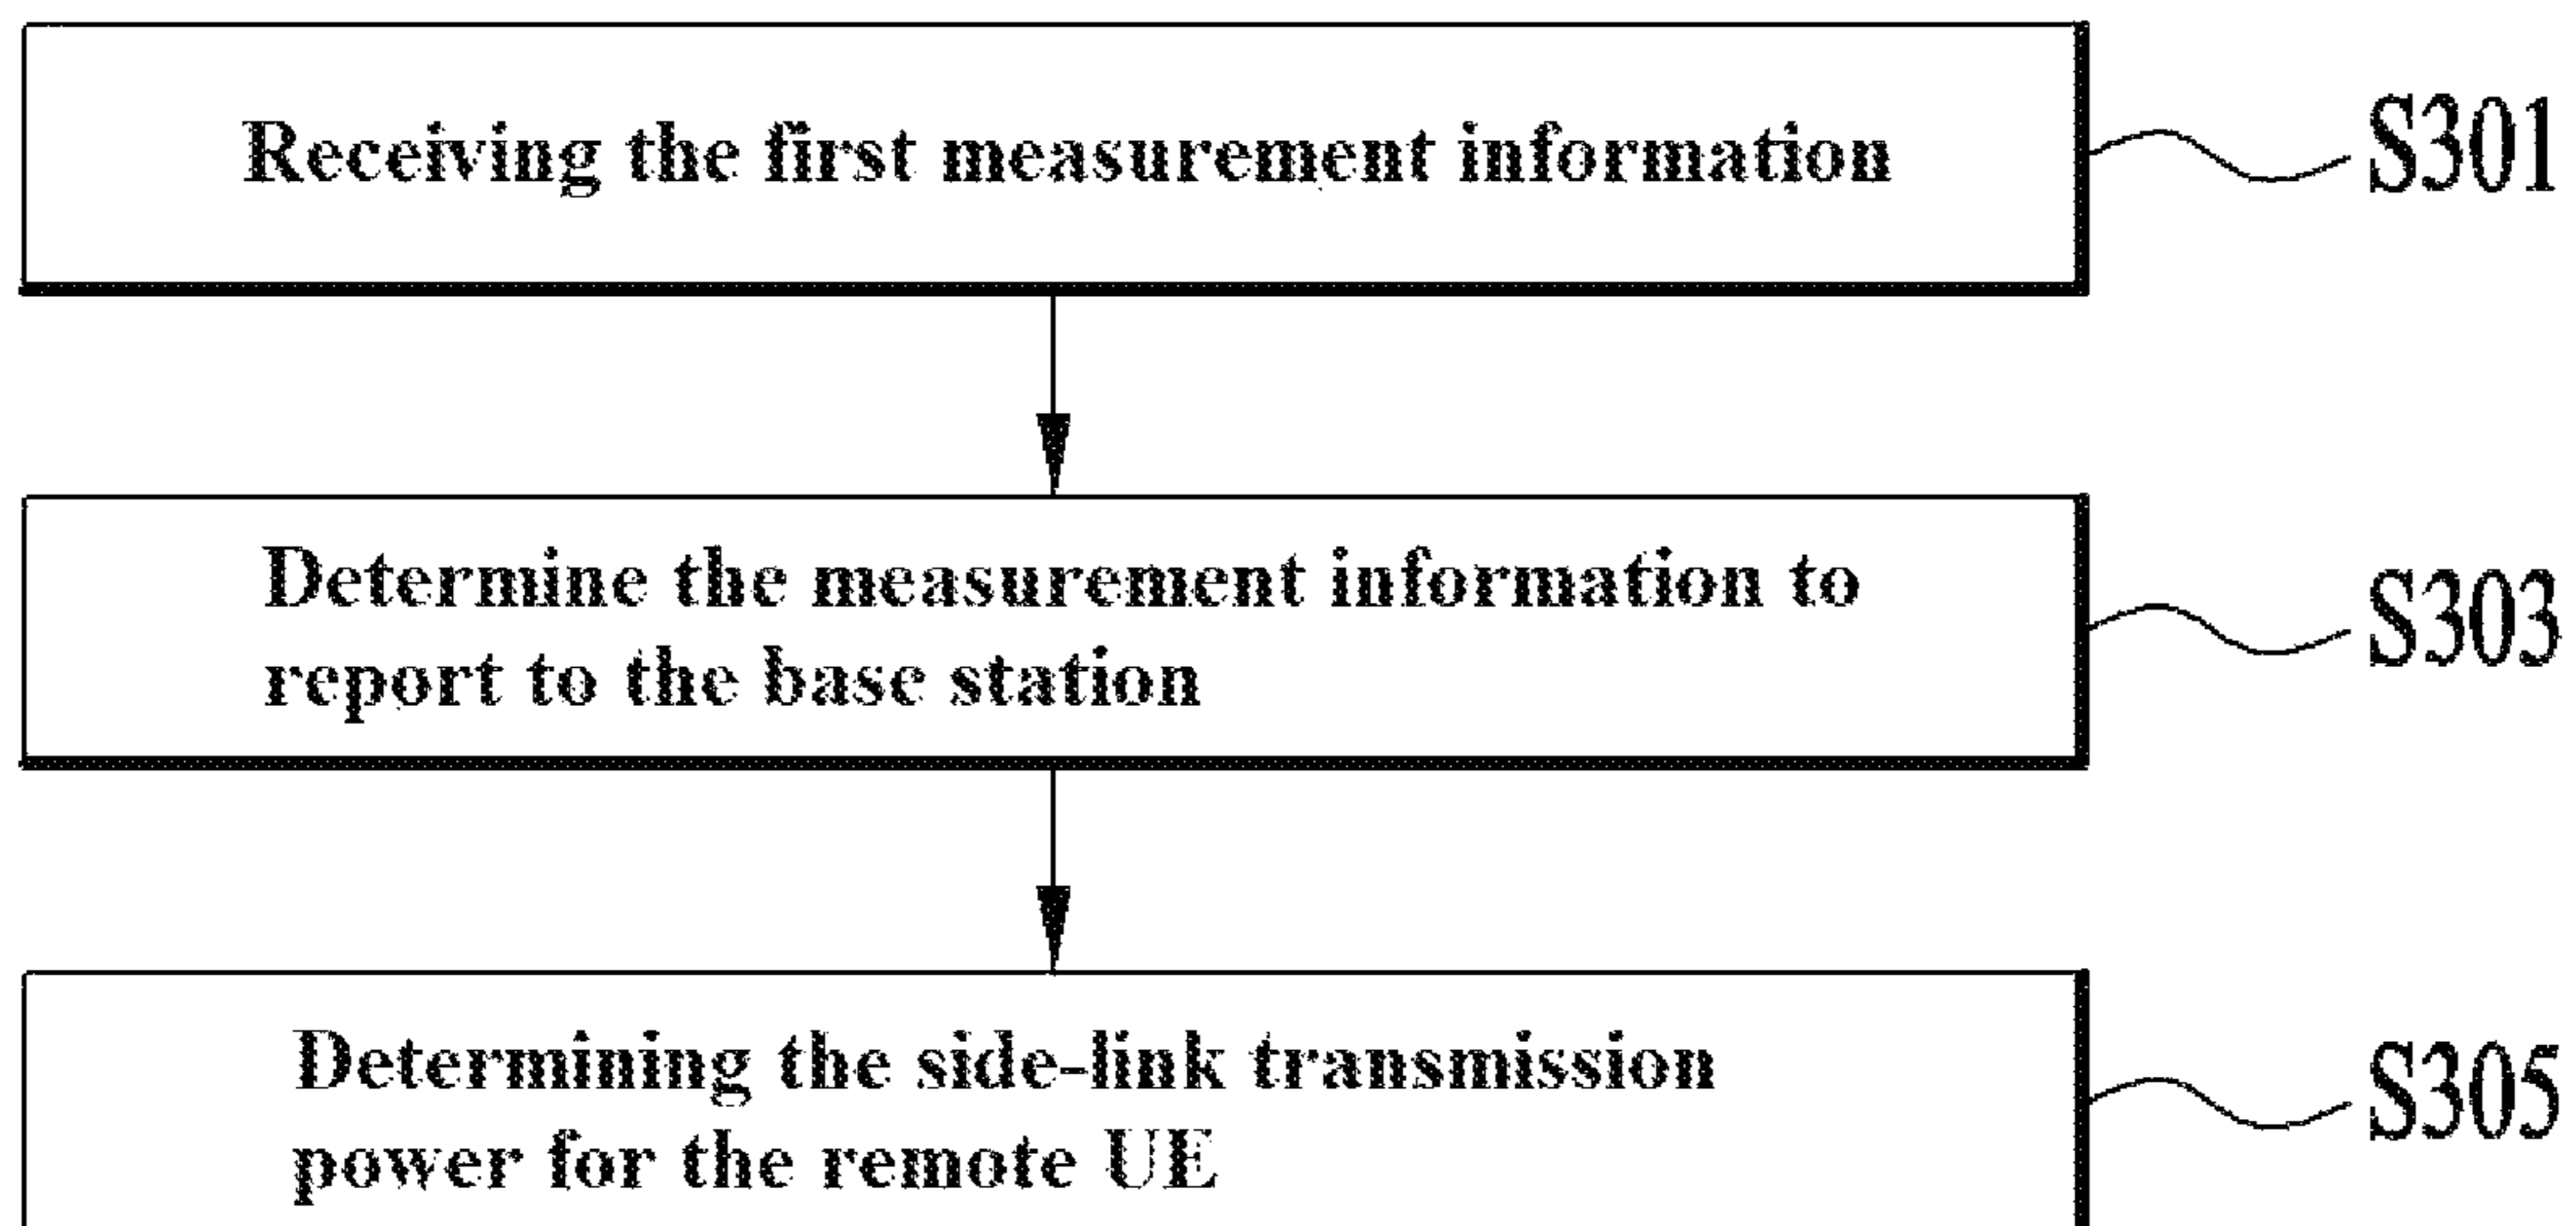 Receiving the first measurement information
S301
Determine the measurement information to
report to the base station
S303
Determining the side-link transmission
power for the remote UE
S305